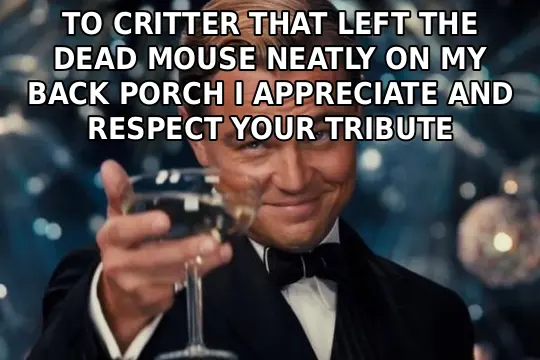 TO CRITTER THAT LEFT THE
DEAD MOUSE NEATLY ON MY
BACK PORCH I APPRECIATE AND
RESPECT YOUR TRIBUTE